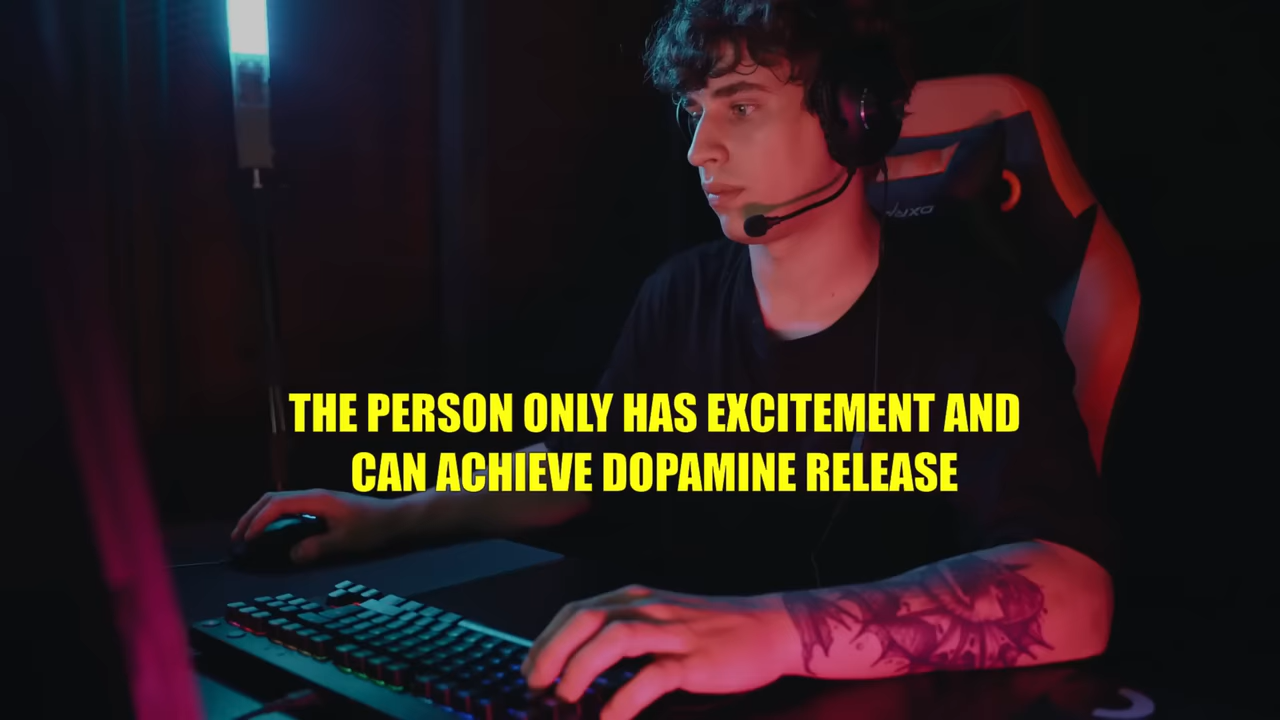 THE PERSON ONLY HAS EXCITEMENT AND
CAN ACHIEVE DOPAMINE RELEASE